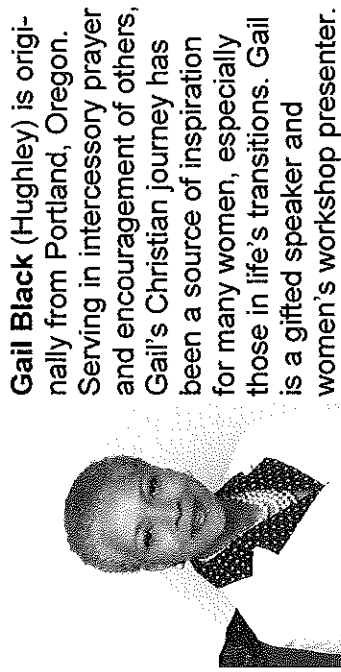 Gail Black (Hughley) is origi-
nally from Portland, Oregon.
Serving in intercessory prayer
and encouragement of others,
Gail's Christian journey has
been a source of inspiration
for many women, especially
those in life's transitions. Gail
is a gifted speaker and
women's workshop presenter.